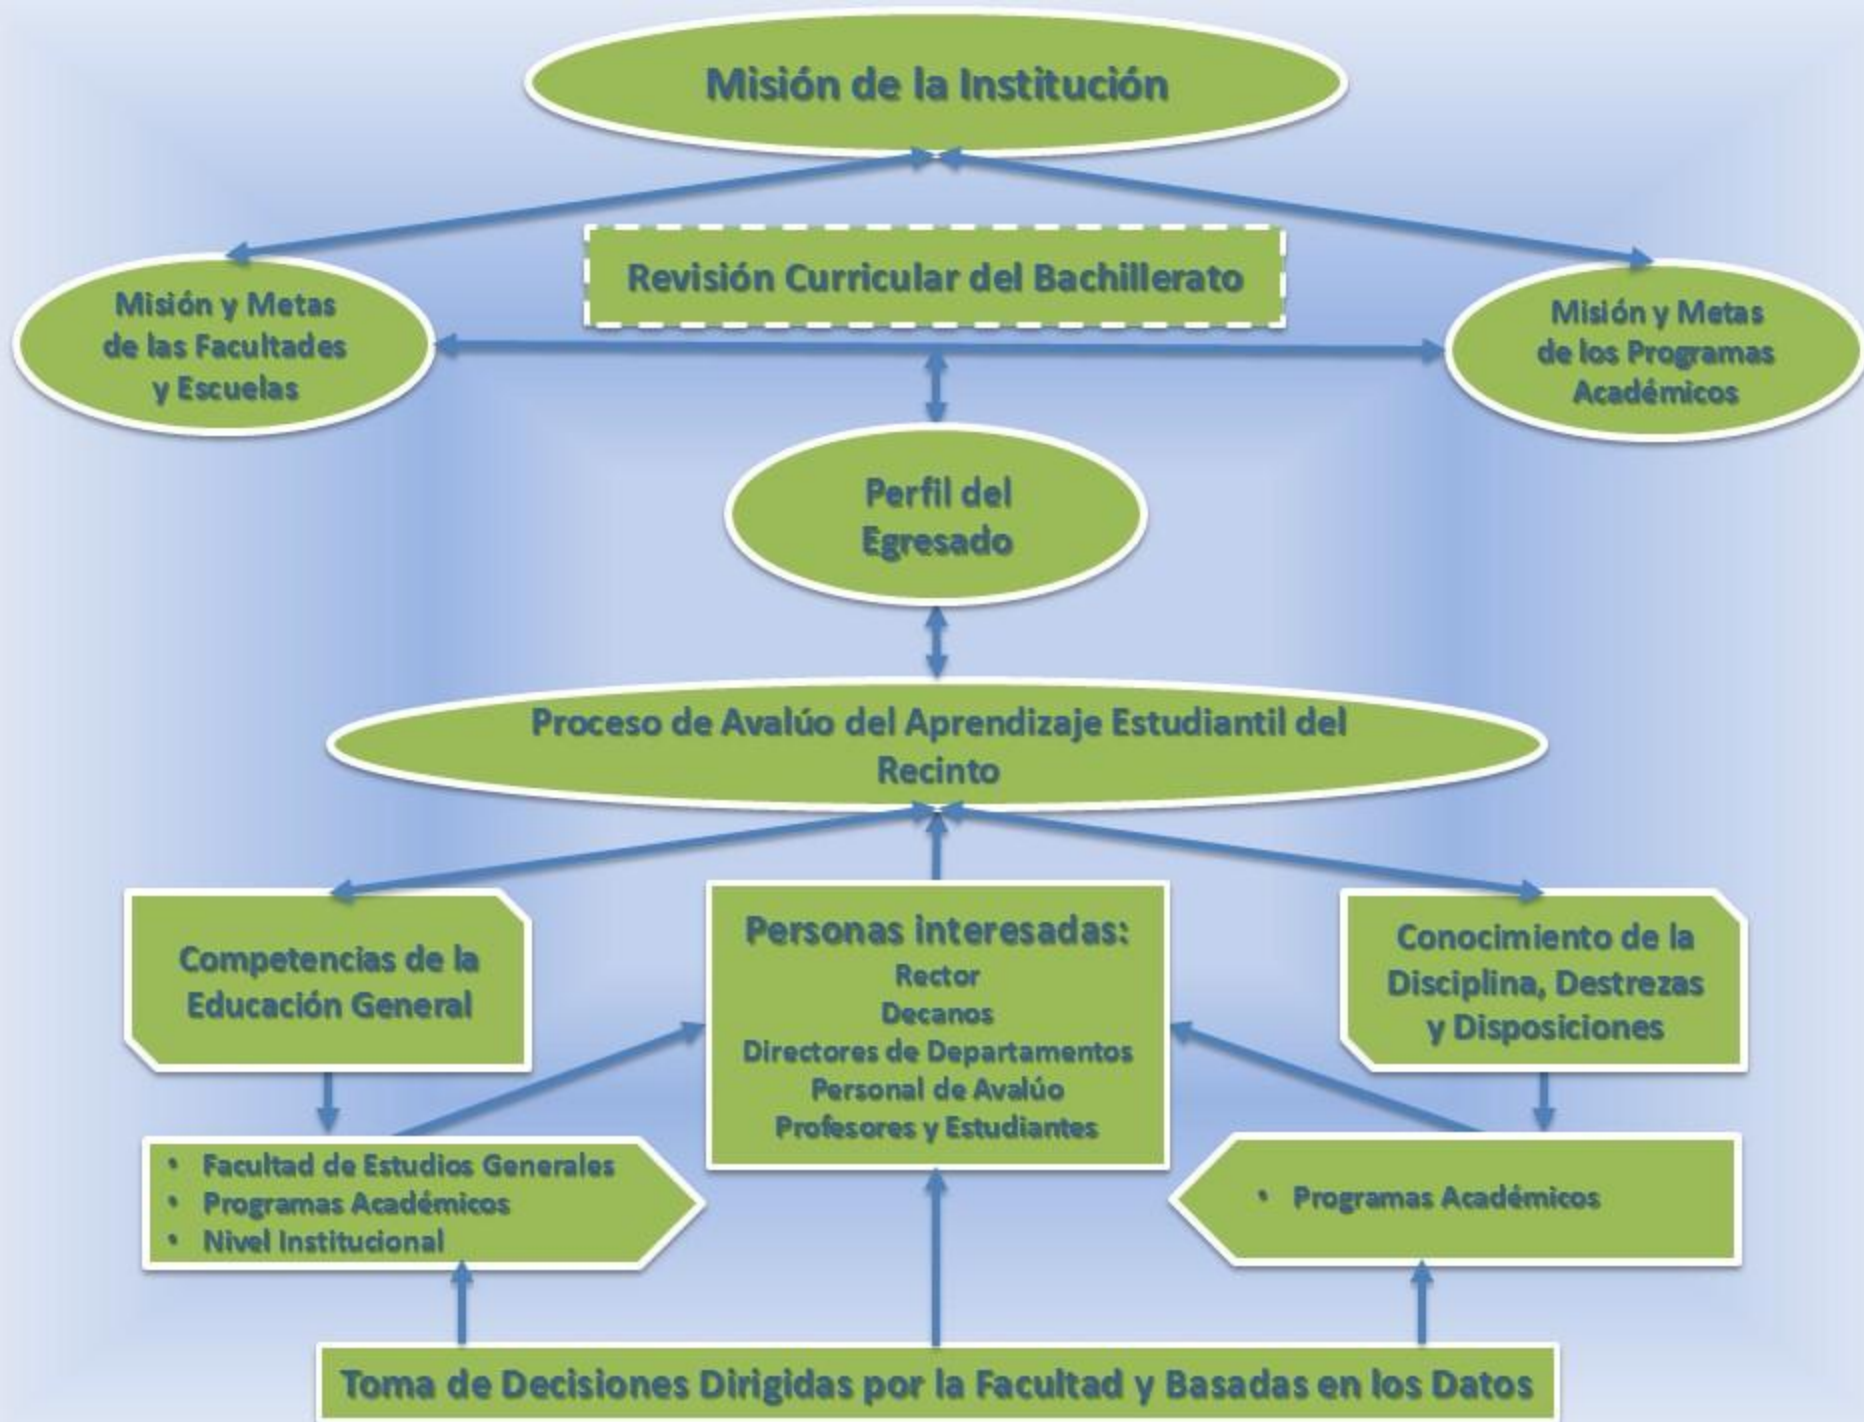 Misión de la Institución
Revisión Curricular del Bachillerato
Misión y Metas
de las Facultades
y Escuelas
Misión y Metas
de los Programas
Académicos
Perfil del
Egresado
Proceso de Avalúo del Aprendizaje Estudiantil del
Recinto
Competencias de la
Educación General
Personas interesadas:
Rector
Decanos
Directores de Departamentos
Personal de Avalúo
Profesores y Estudiantes
Conocimiento de la
Disciplina, Destrezas
y Disposiciones
• Facultad de Estudios Generales
• Programas Académicos
• Nivel Institucional
• Programas Académicos
Toma de Decisiones Dirigidas por la Facultad y Basadas en los Datos